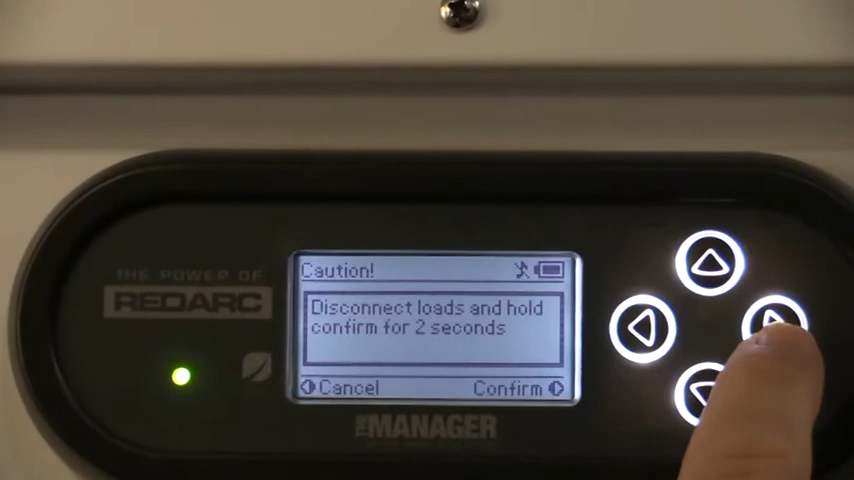 THE POWER OF
REDARC
Caution!
Disconnect loads and hold
confirm for 2 seconds
Cancel
Confirm
THE MANAGER